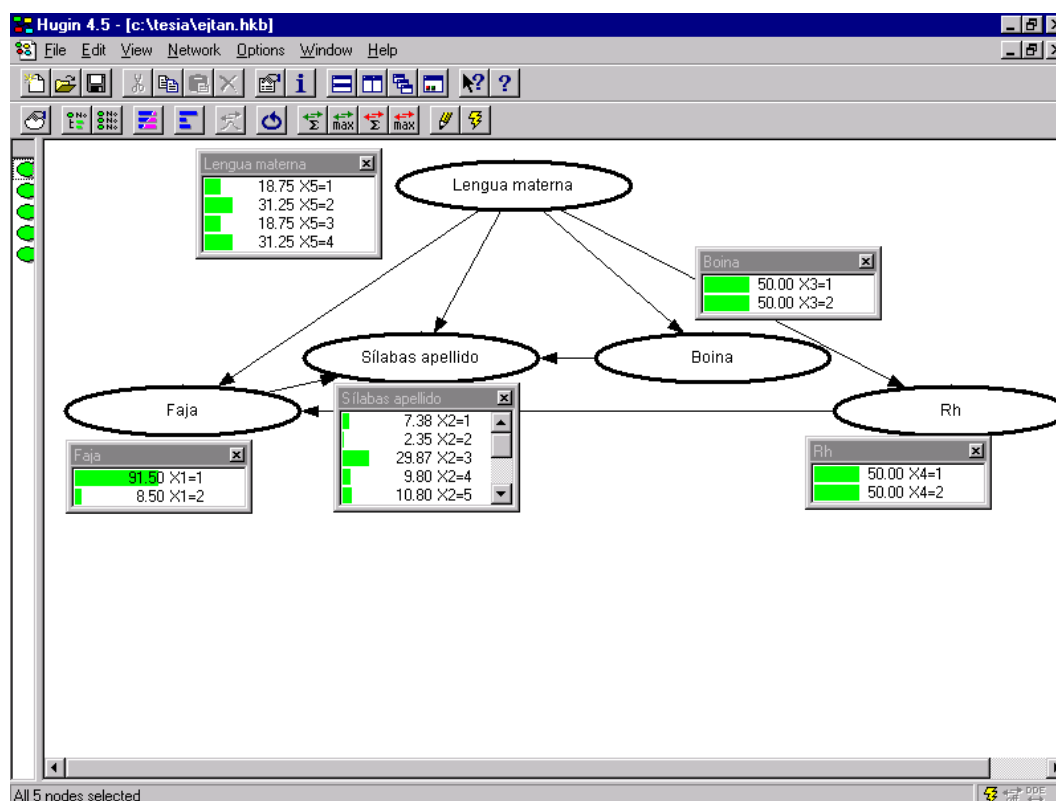 Hugin 4.5 - [c:\tesia\ejtan.hkb]
File Edit View Network Options Window Help
Lengua materna
18.75 X5=1
31.25 X5=2
18.75 X5=3
31.25 X5=4
Lengua materna
Boina
50.00 X3=1
50.00 X3=2
Sílabas apellido
Boina
Faja
Rh
Sílabas apellido
7.38 X2=1
2.35 X2=2
29.87 X2=3
9.80 X2=4
10.80 X2=5
Faja
91.50 X1=1
8.50 X1=2
Rh
50.00 X4=1
50.00 X4=2
All 5 nodes selected